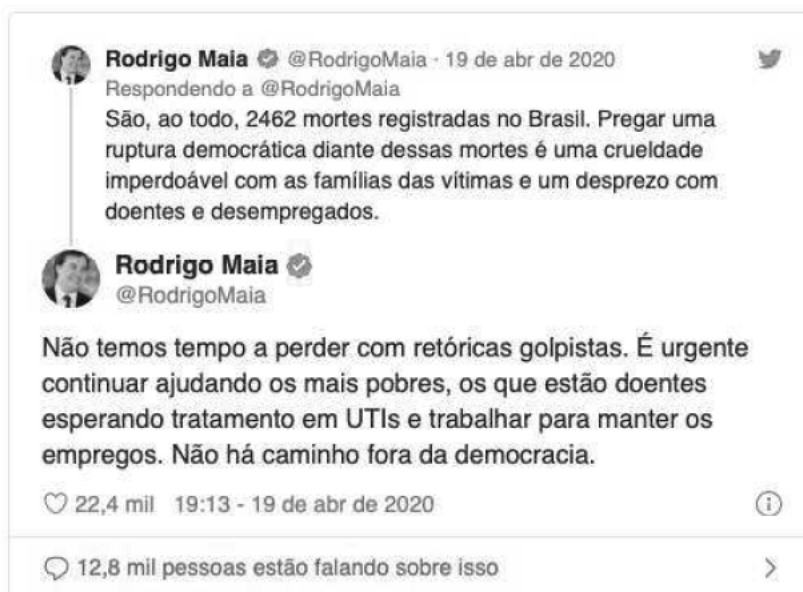 Rodrigo Maia @RodrigoMaia · 19 de abr de 2020
Respondendo a @RodrigoMaia
São, ao todo, 2462 mortes registradas no Brasil. Pregar uma
ruptura democrática diante dessas mortes é uma crueldade
imperdoável com as famílias das vítimas e um desprezo com
doentes e desempregados.
Rodrigo Maia
@RodrigoMaia
Não temos tempo a perder com retóricas golpistas. É urgente
continuar ajudando os mais pobres, os que estão doentes
esperando tratamento em UTIs e trabalhar para manter os
empregos. Não há caminho fora da democracia.
22,4 mil 19:13 - 19 de abr de 2020
12,8 mil pessoas estão falando sobre isso